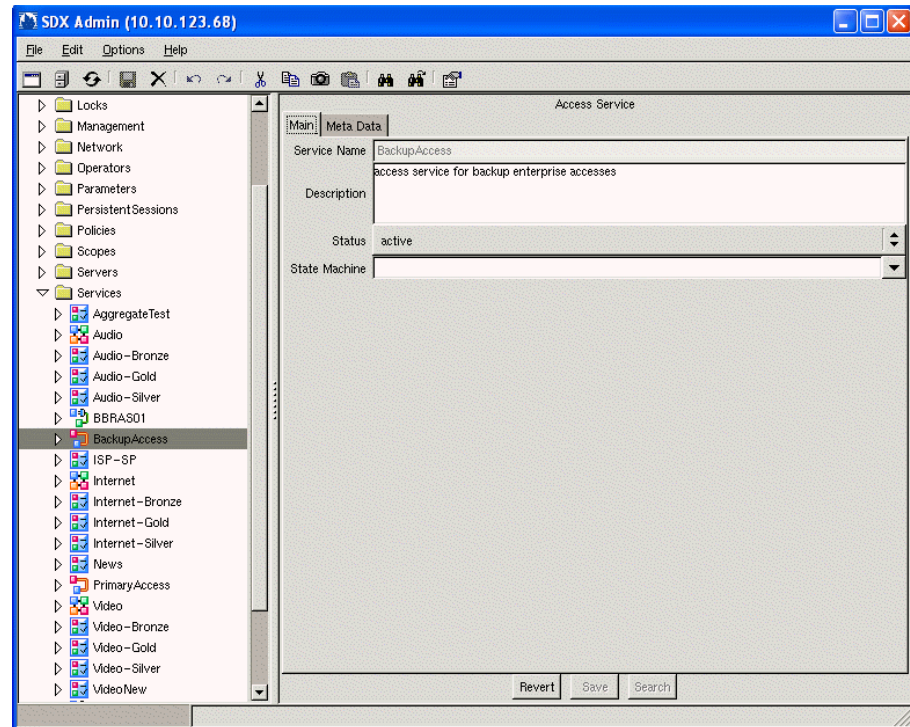 SDX Admin (10.10.123.68)
File Edit Options Help
Locks
Management
Network
Operators
Parameters
PersistentSessions
Policies
Scopes
Servers
Services
AggregateTest
Audio
Audio-Bronze
Audio-Gold
Audio-Silver
BBRAS01
BackupAccess
ISP-SP
Internet
Internet-Bronze
Internet-Gold
Internet-Silver
News
PrimaryAccess
Video
Video-Bronze
Video-Gold
Video-Silver
VideoNew
Access Service
Main Meta Data
Service Name BackupAccess
Description access service for backup enterprise accesses
Status active
State Machine
Revert Save Search